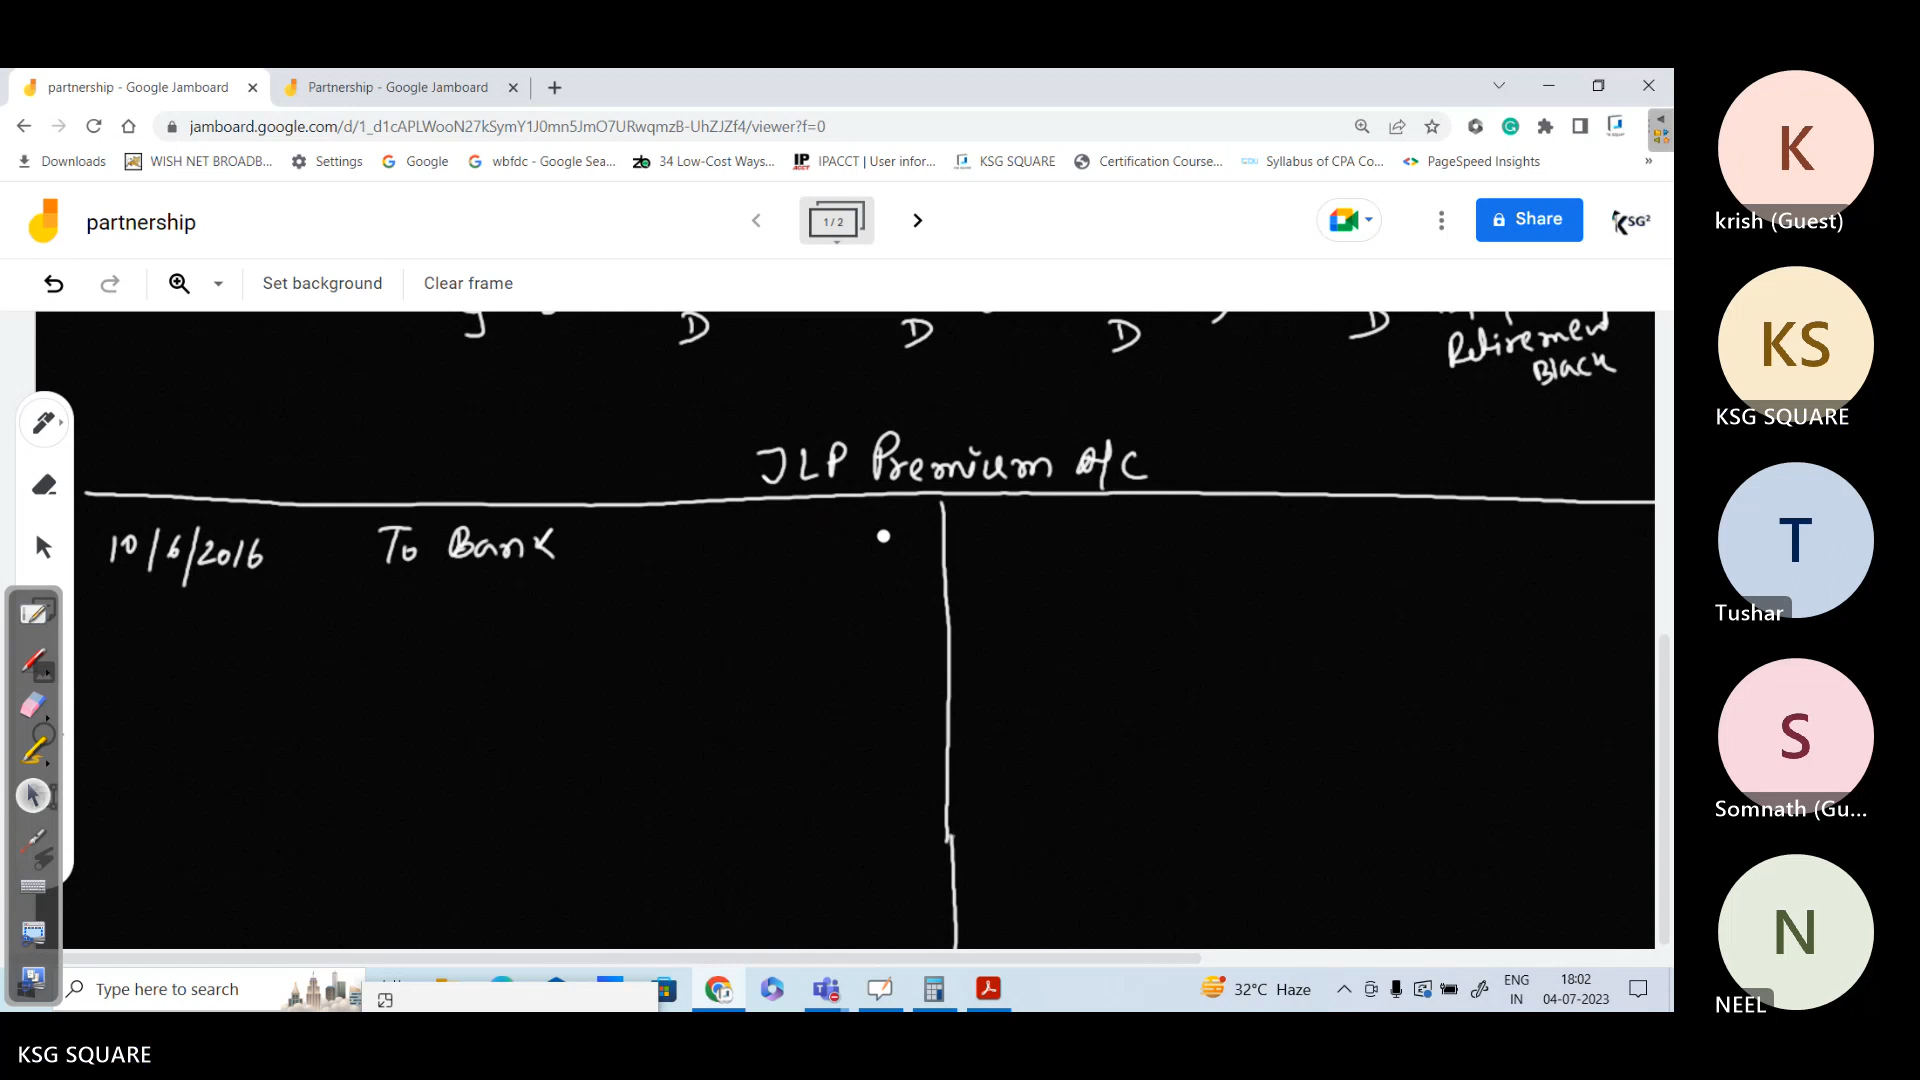 partnership - Google Jamboard
Partnership - Google Jamboard
jamboard.google.com/d/1_d1cAPLWooN27kSymY1J0mn5JmO7URwqmzB-UhZJZf4/viewer?f=0
Downloads
WISH NET BROADB...
Settings
Google
wbfdc - Google Sea...
34 Low-Cost Ways...
IPACCT | User infor...
KSG SQUARE
Certification Course...
Syllabus of CPA Co...
PageSpeed Insights
»
partnership
1 / 2
Share
KSG²
Set background
Clear frame
J D D D D
Retirement
Black
JLP Premium A/C
10/6/2016 To Bank
Type here to search
32°C Haze
ENG
IN
18:02
04-07-2023
K
krish (Guest)
KS
KSG SQUARE
T
Tushar
S
Somnath (Gu...
N
NEEL
KSG SQUARE